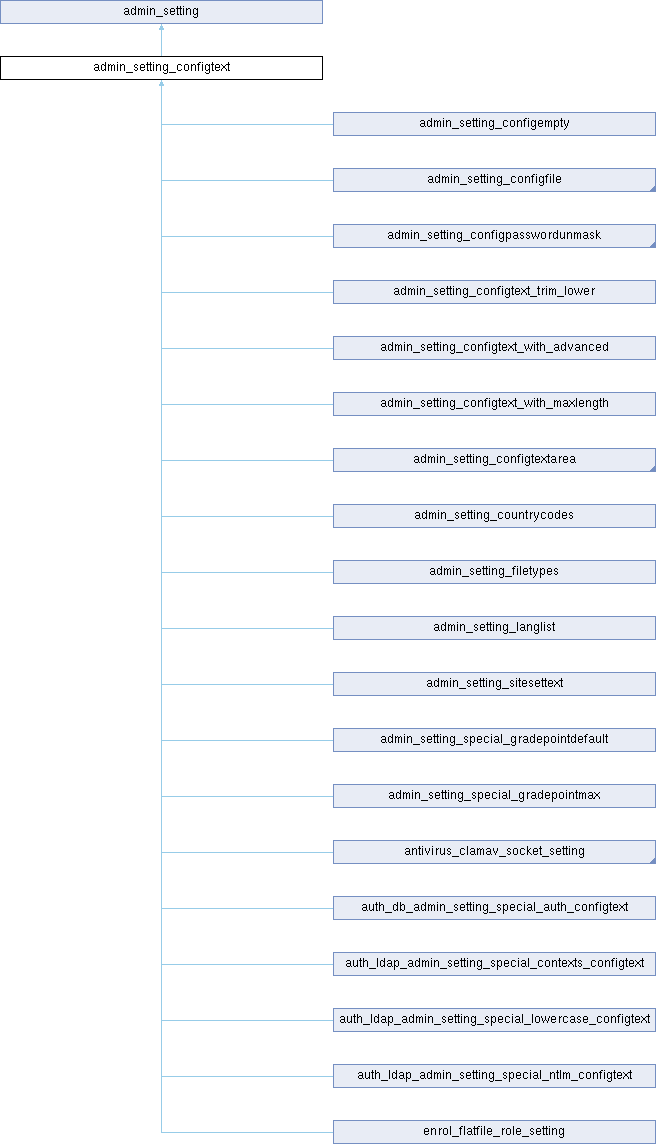 admin_setting
admin_setting_configtext
admin_setting_configempty
admin_setting_configfile
admin_setting_configpasswordunmask
admin_setting_configtext_trim_lower
admin_setting_configtext_with_advanced
admin_setting_configtext_with_maxlength
admin_setting_configtextarea
admin_setting_countrycodes
admin_setting_filetypes
admin_setting_langlist
admin_setting_sitesettext
admin_setting_special_gradepointdefault
admin_setting_special_gradepointmax
antivirus_clamav_socket_setting
auth_db_admin_setting_special_auth_configtext
auth_ldap_admin_setting_special_contexts_configtext
auth_ldap_admin_setting_special_lowercase_configtext
auth_ldap_admin_setting_special_ntlm_configtext
enrol_flatfile_role_setting